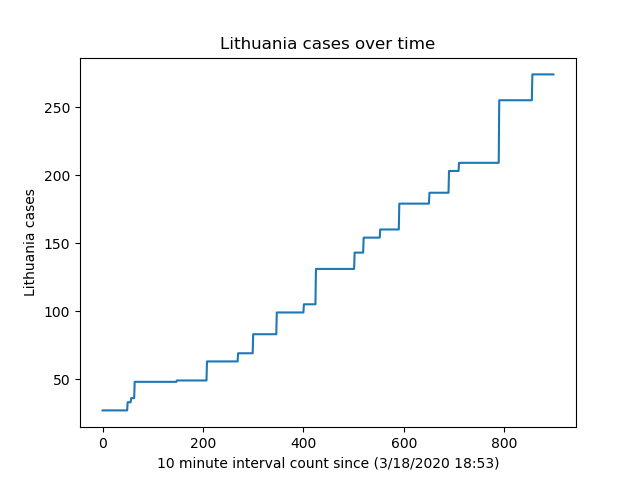 Lithuania cases over time
250
200
150
100
50
Lithuania cases
0 200 400 600 800
10 minute interval count since (3/18/2020 18:53)